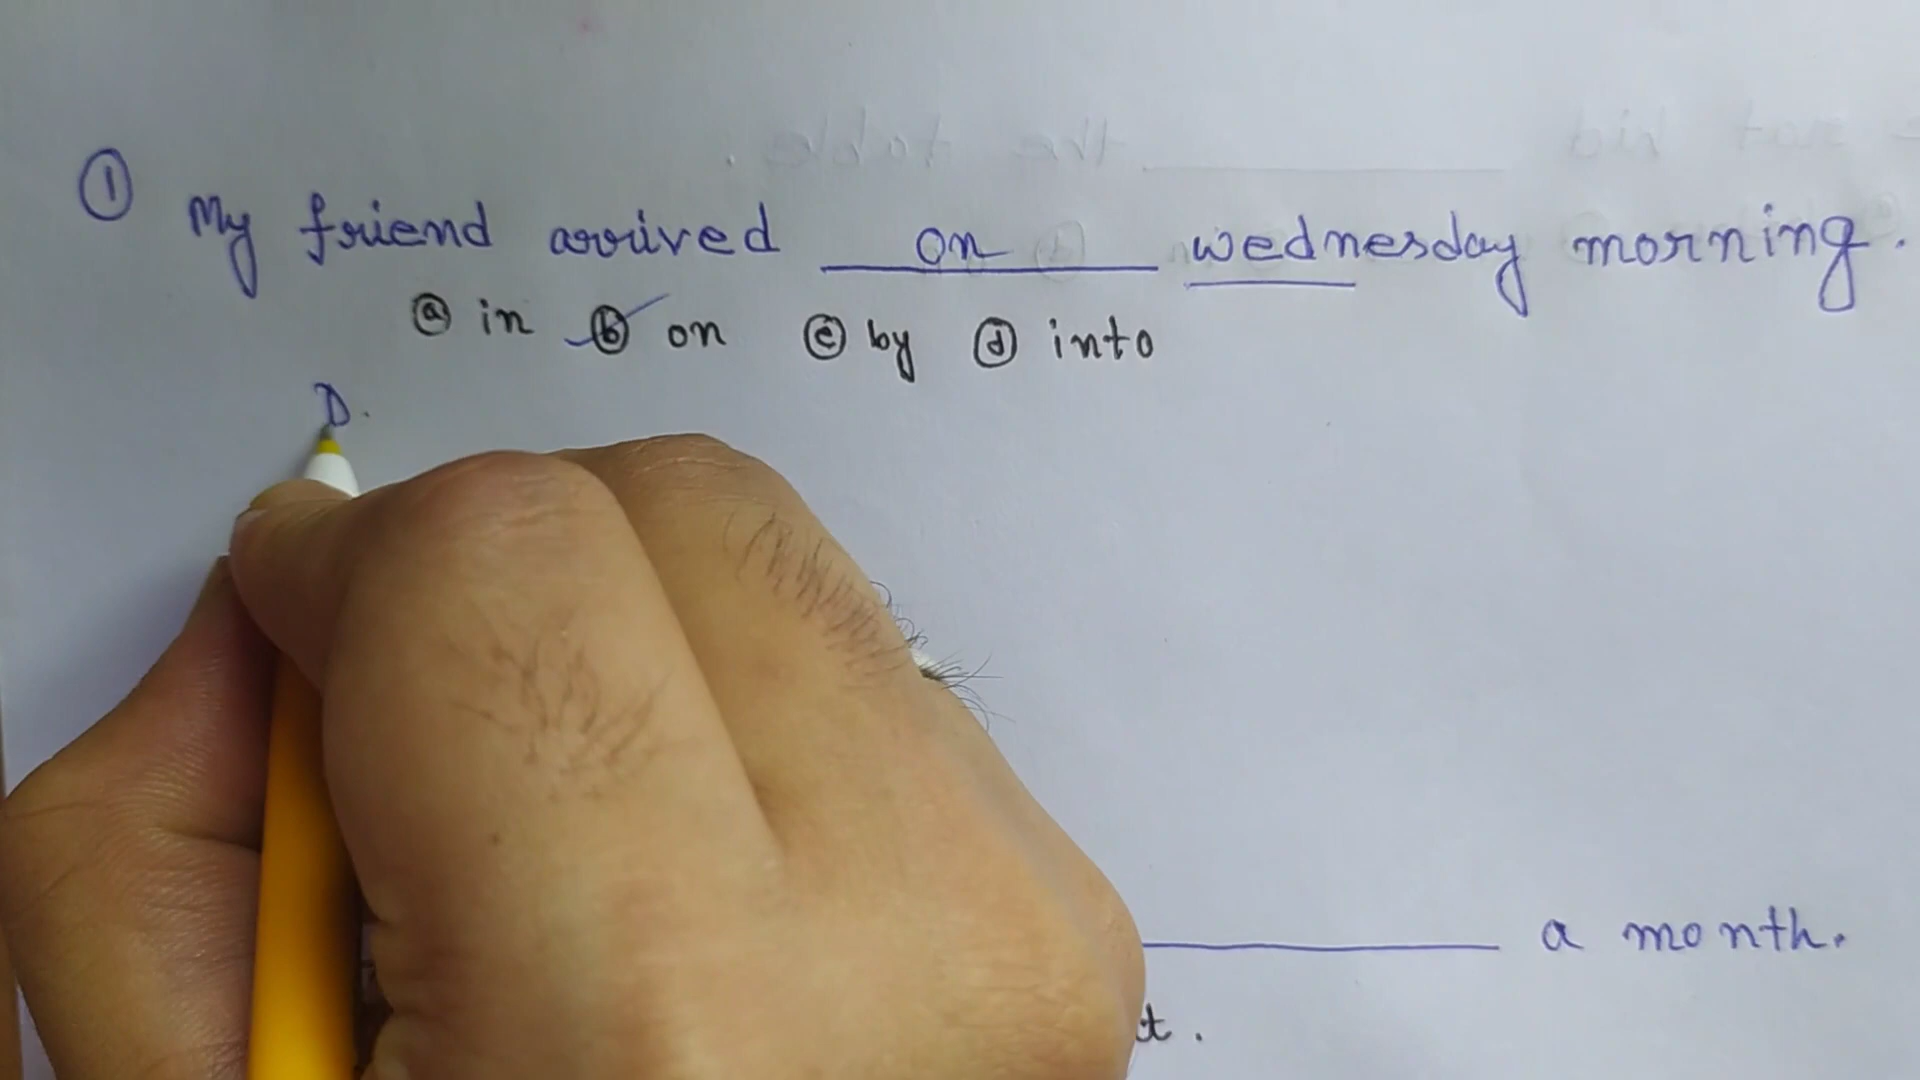 ① My friend arrived on wednesday morning.
ⓐ in ⓑ on ⓒ by ⓓ into
D.
a month.
t.